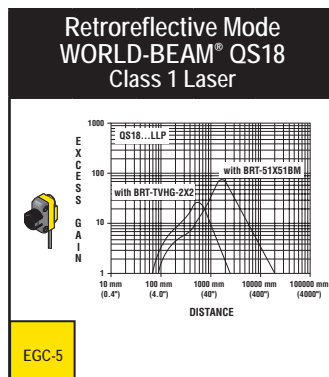 Retroreflective Mode
WORLD-BEAM® QS18
Class 1 Laser
EXCESS GAIN
1000
100
10
1
QS18...LLP
with BRT-51X51BM
with BRT-TVHG-2X2
10 mm 100 mm 1000 mm 10000 mm 100000 mm
(0.4") (4.0") (40") (400") (4000")
DISTANCE
EGC-5